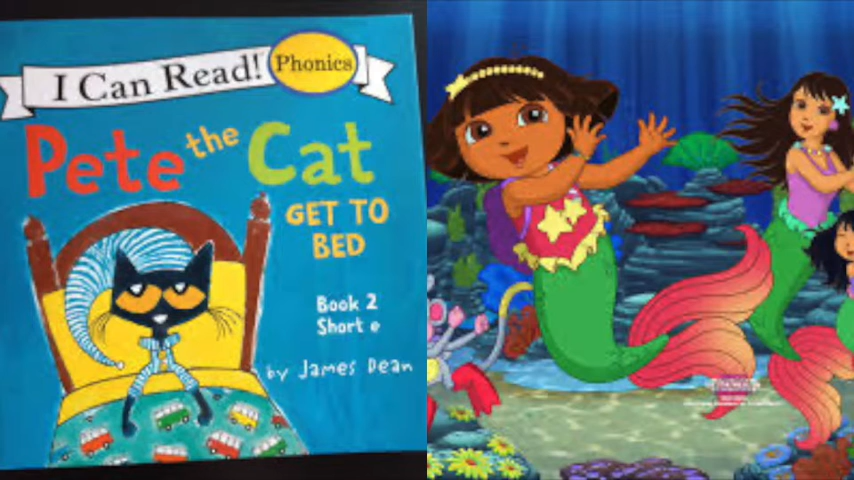 I Can Read!
Phonics
Pete the Cat
GET TO
BED
Book 2
Short e
by James Dean